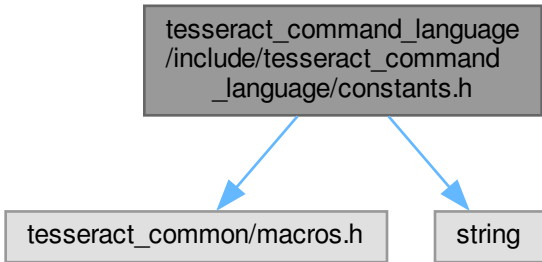 tesseract_command_language
/include/tesseract_command
_language/constants.h
tesseract_common/macros.h
string